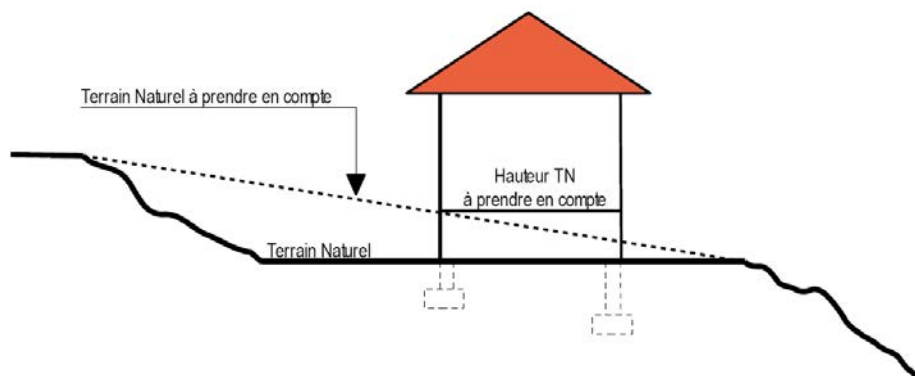 Terrain Naturel à prendre en compte
Hauteur TN
à prendre en compte
Terrain Naturel